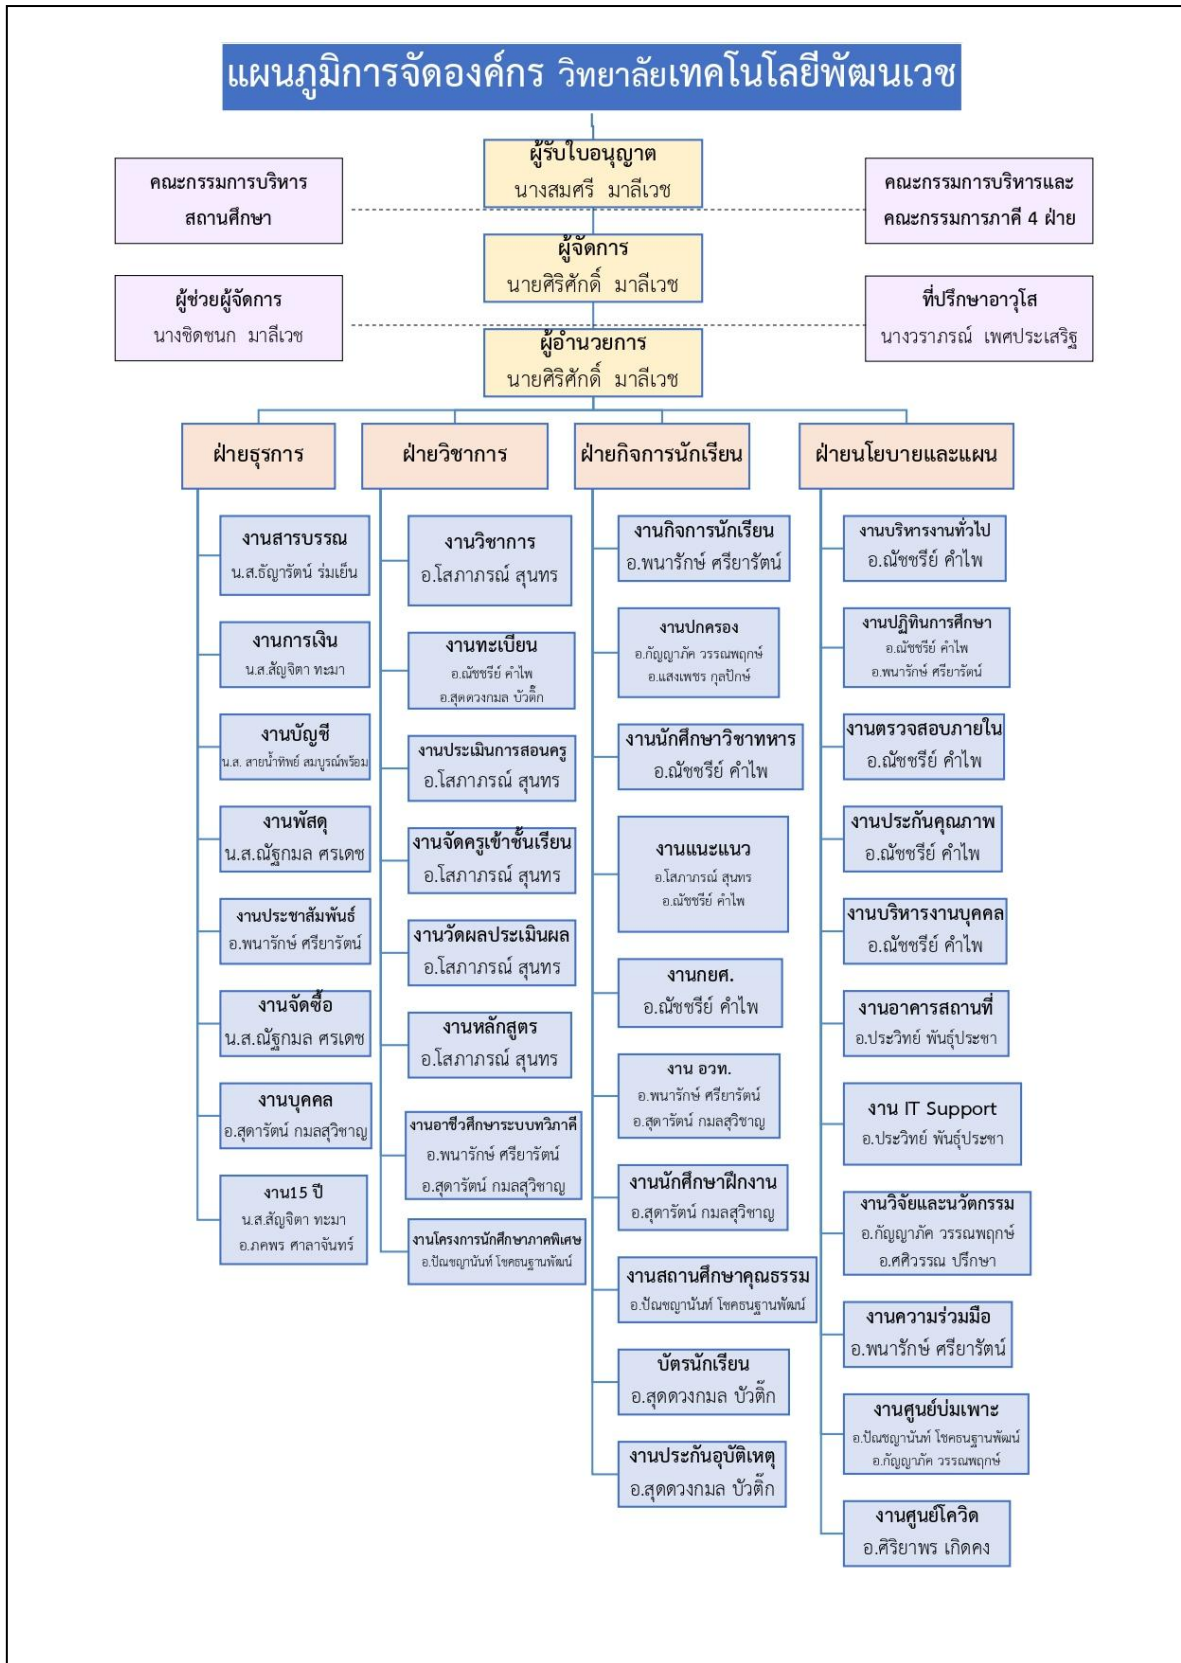 แผนภูมิการจัดองค์กร วิทยาลัยเทคโนโลยีพัฒนเวช
ผู้รับใบอนุญาต
นางสมศรี มาลีเวช
คณะกรรมการบริหาร
สถานศึกษา
คณะกรรมการบริหารและ
คณะกรรมการภาคี 4 ฝ่าย
ผู้จัดการ
นายศิริศักดิ์ มาลีเวช
ผู้ช่วยผู้จัดการ
นางชิดชนก มาลีเวช
ที่ปรึกษาอาวุโส
นางวราภรณ์ เพศประเสริฐ
ผู้อำนวยการ
นายศิริศักดิ์ มาลีเวช
ฝ่ายธุรการ
งานสารบรรณ
น.ส.ธัญารัตน์ ร่มเย็น
งานการเงิน
น.ส.สัญจิตา ทะมา
งานบัญชี
น.ส. สายน้ำทิพย์ สมบูรณ์พร้อม
งานพัสดุ
น.ส.ณัฐกมล ศรเดช
งานประชาสัมพันธ์
อ.พนารักษ์ ศรียารัตน์
งานจัดซื้อ
น.ส.ณัฐกมล ศรเดช
งานบุคคล
อ.สุดารัตน์ กมลสุวิชาญ
งาน15 ปี
น.ส.สัญจิตา ทะมา
อ.ภคพร ศาลาจันทร์
ฝ่ายวิชาการ
งานวิชาการ
อ.โสภาภรณ์ สุนทร
งานทะเบียน
อ.ณัชชรีย์ คำไพ
อ.สุดดวงกมล บัวติ๊ก
งานประเมินการสอนครู
อ.โสภาภรณ์ สุนทร
งานจัดครูเข้าชั้นเรียน
อ.โสภาภรณ์ สุนทร
งานวัดผลประเมินผล
อ.โสภาภรณ์ สุนทร
งานหลักสูตร
อ.โสภาภรณ์ สุนทร
งานอาชีวศึกษาระบบทวิภาคี
อ.พนารักษ์ ศรียารัตน์
อ.สุดารัตน์ กมลสุวิชาญ
งานโครงการนักศึกษาภาคพิเศษ
อ.ปัณชญานันท์ โชคธนฐานพัฒน์
ฝ่ายกิจการนักเรียน
งานกิจการนักเรียน
อ.พนารักษ์ ศรียารัตน์
งานปกครอง
อ.กัญญาภัค วรรณพฤกษ์
อ.แสงเพชร กุลปักษ์
งานนักศึกษาวิชาทหาร
อ.ณัชชรีย์ คำไพ
งานแนะแนว
อ.โสภาภรณ์ สุนทร
อ.ณัชชรีย์ คำไพ
งานกยศ.
อ.ณัชชรีย์ คำไพ
งาน อวท.
อ.พนารักษ์ ศรียารัตน์
อ.สุดารัตน์ กมลสุวิชาญ
งานนักศึกษาฝึกงาน
อ.สุดารัตน์ กมลสุวิชาญ
งานสถานศึกษาคุณธรรม
อ.ปัณชญานันท์ โชคธนฐานพัฒน์
บัตรนักเรียน
อ.สุดดวงกมล บัวติ๊ก
งานประกันอุบัติเหตุ
อ.สุดดวงกมล บัวติ๊ก
ฝ่ายนโยบายและแผน
งานบริหารงานทั่วไป
อ.ณัชชรีย์ คำไพ
งานปฏิทินการศึกษา
อ.ณัชชรีย์ คำไพ
อ.พนารักษ์ ศรียารัตน์
งานตรวจสอบภายใน
อ.ณัชชรีย์ คำไพ
งานประกันคุณภาพ
อ.ณัชชรีย์ คำไพ
งานบริหารงานบุคคล
อ.ณัชชรีย์ คำไพ
งานอาคารสถานที่
อ.ประวิทย์ พันธุ์ประชา
งาน IT Support
อ.ประวิทย์ พันธุ์ประชา
งานวิจัยและนวัตกรรม
อ.กัญญาภัค วรรณพฤกษ์
อ.ศศิวรรณ ปรึกษา
งานความร่วมมือ
อ.พนารักษ์ ศรียารัตน์
งานศูนย์บ่มเพาะ
อ.ปัณชญานันท์ โชคธนฐานพัฒน์
อ.กัญญาภัค วรรณพฤกษ์
งานศูนย์โควิด
อ.ศิริยาพร เกิดคง